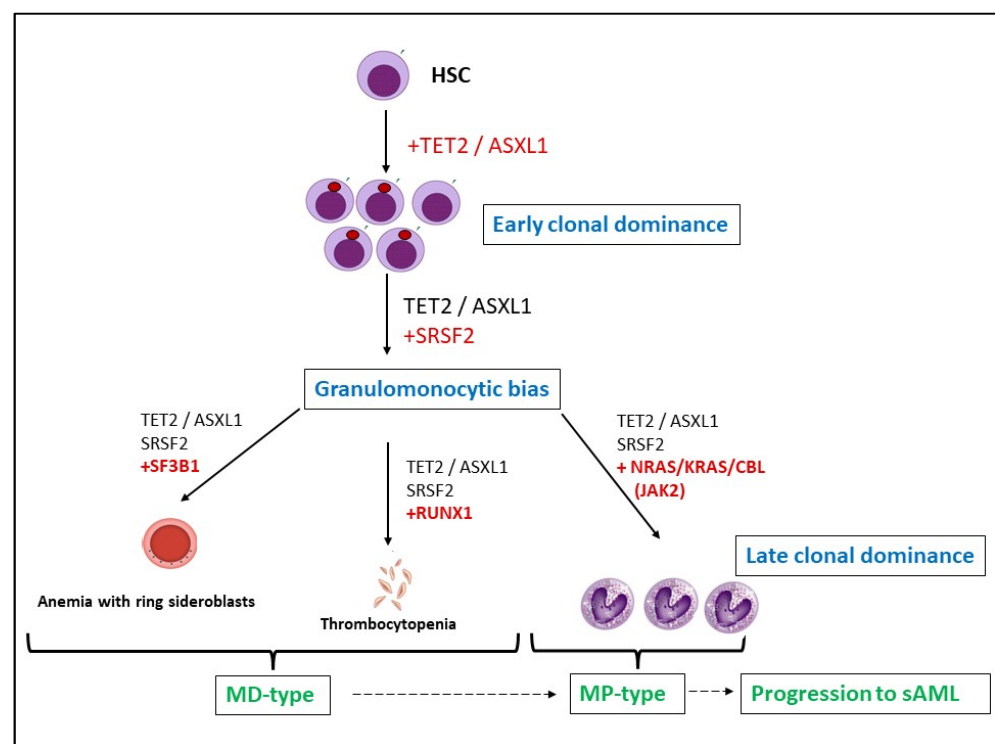 HSC
+TET2 / ASXL1
Early clonal dominance
TET2 / ASXL1
+SRSF2
Granulomonocytic bias
TET2 / ASXL1
SRSF2
+SF3B1
TET2 / ASXL1
SRSF2
+RUNX1
TET2 / ASXL1
SRSF2
+ NRAS/KRAS/CBL
(JAK2)
Late clonal dominance
Anemia with ring sideroblasts
Thrombocytopenia
MD-type
MP-type
Progression to sAML